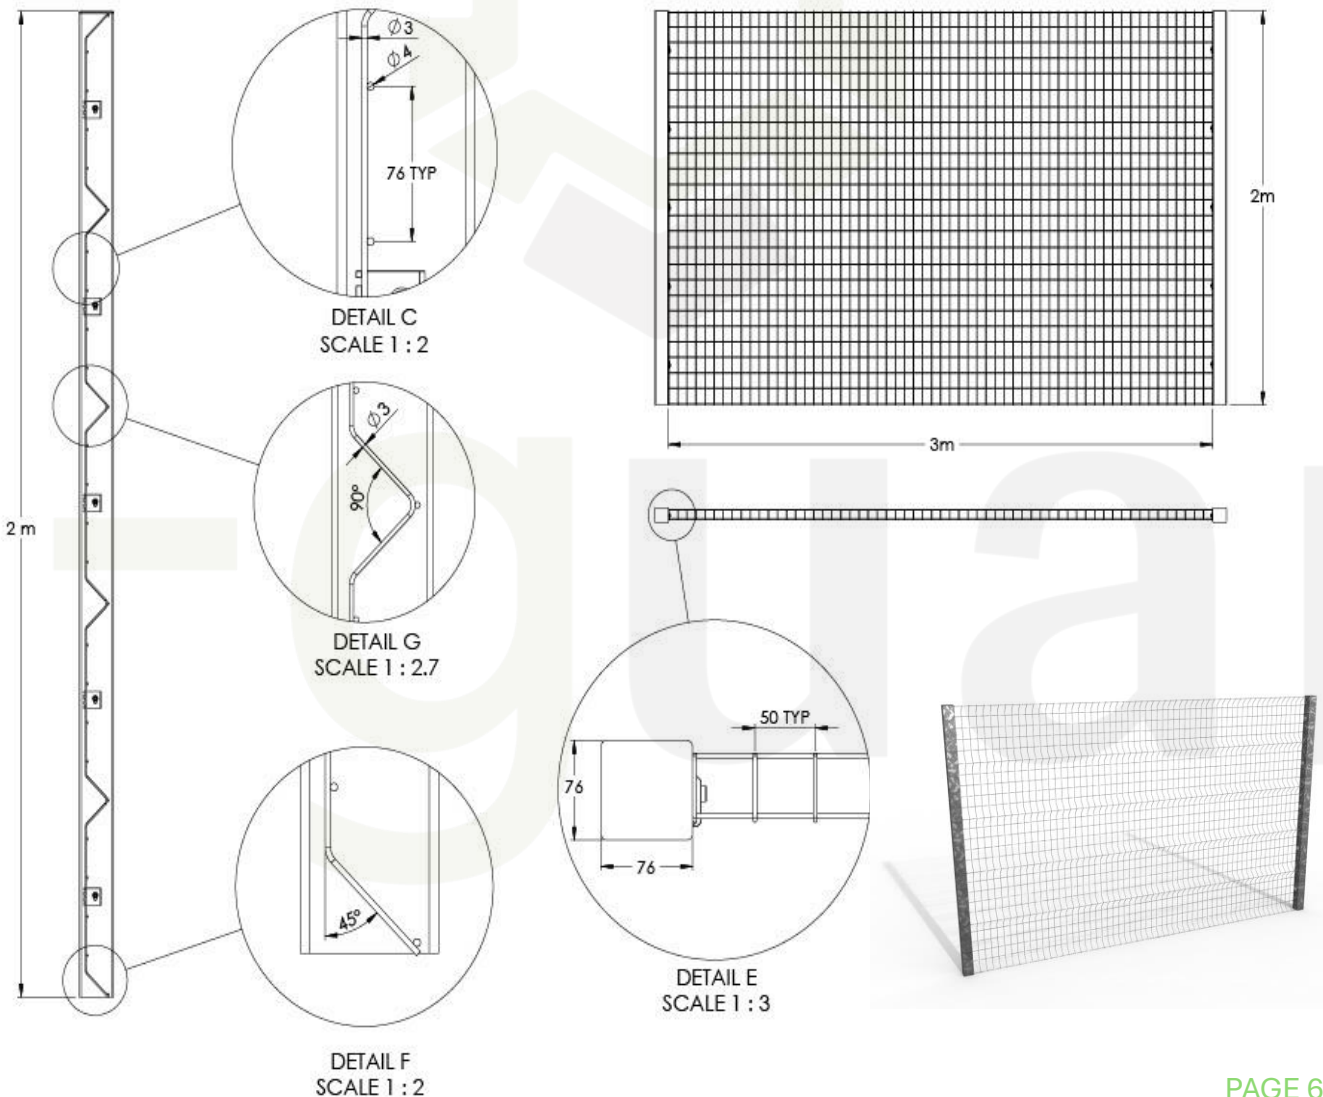 2 m
Ø3
Ø4
76 TYP
DETAIL C
SCALE 1 : 2
Ø3
90°
DETAIL G
SCALE 1 : 2.7
45°
DETAIL F
SCALE 1 : 2
2m
3m
50 TYP
76
76
DETAIL E
SCALE 1 : 3
-gua
PAGE 6